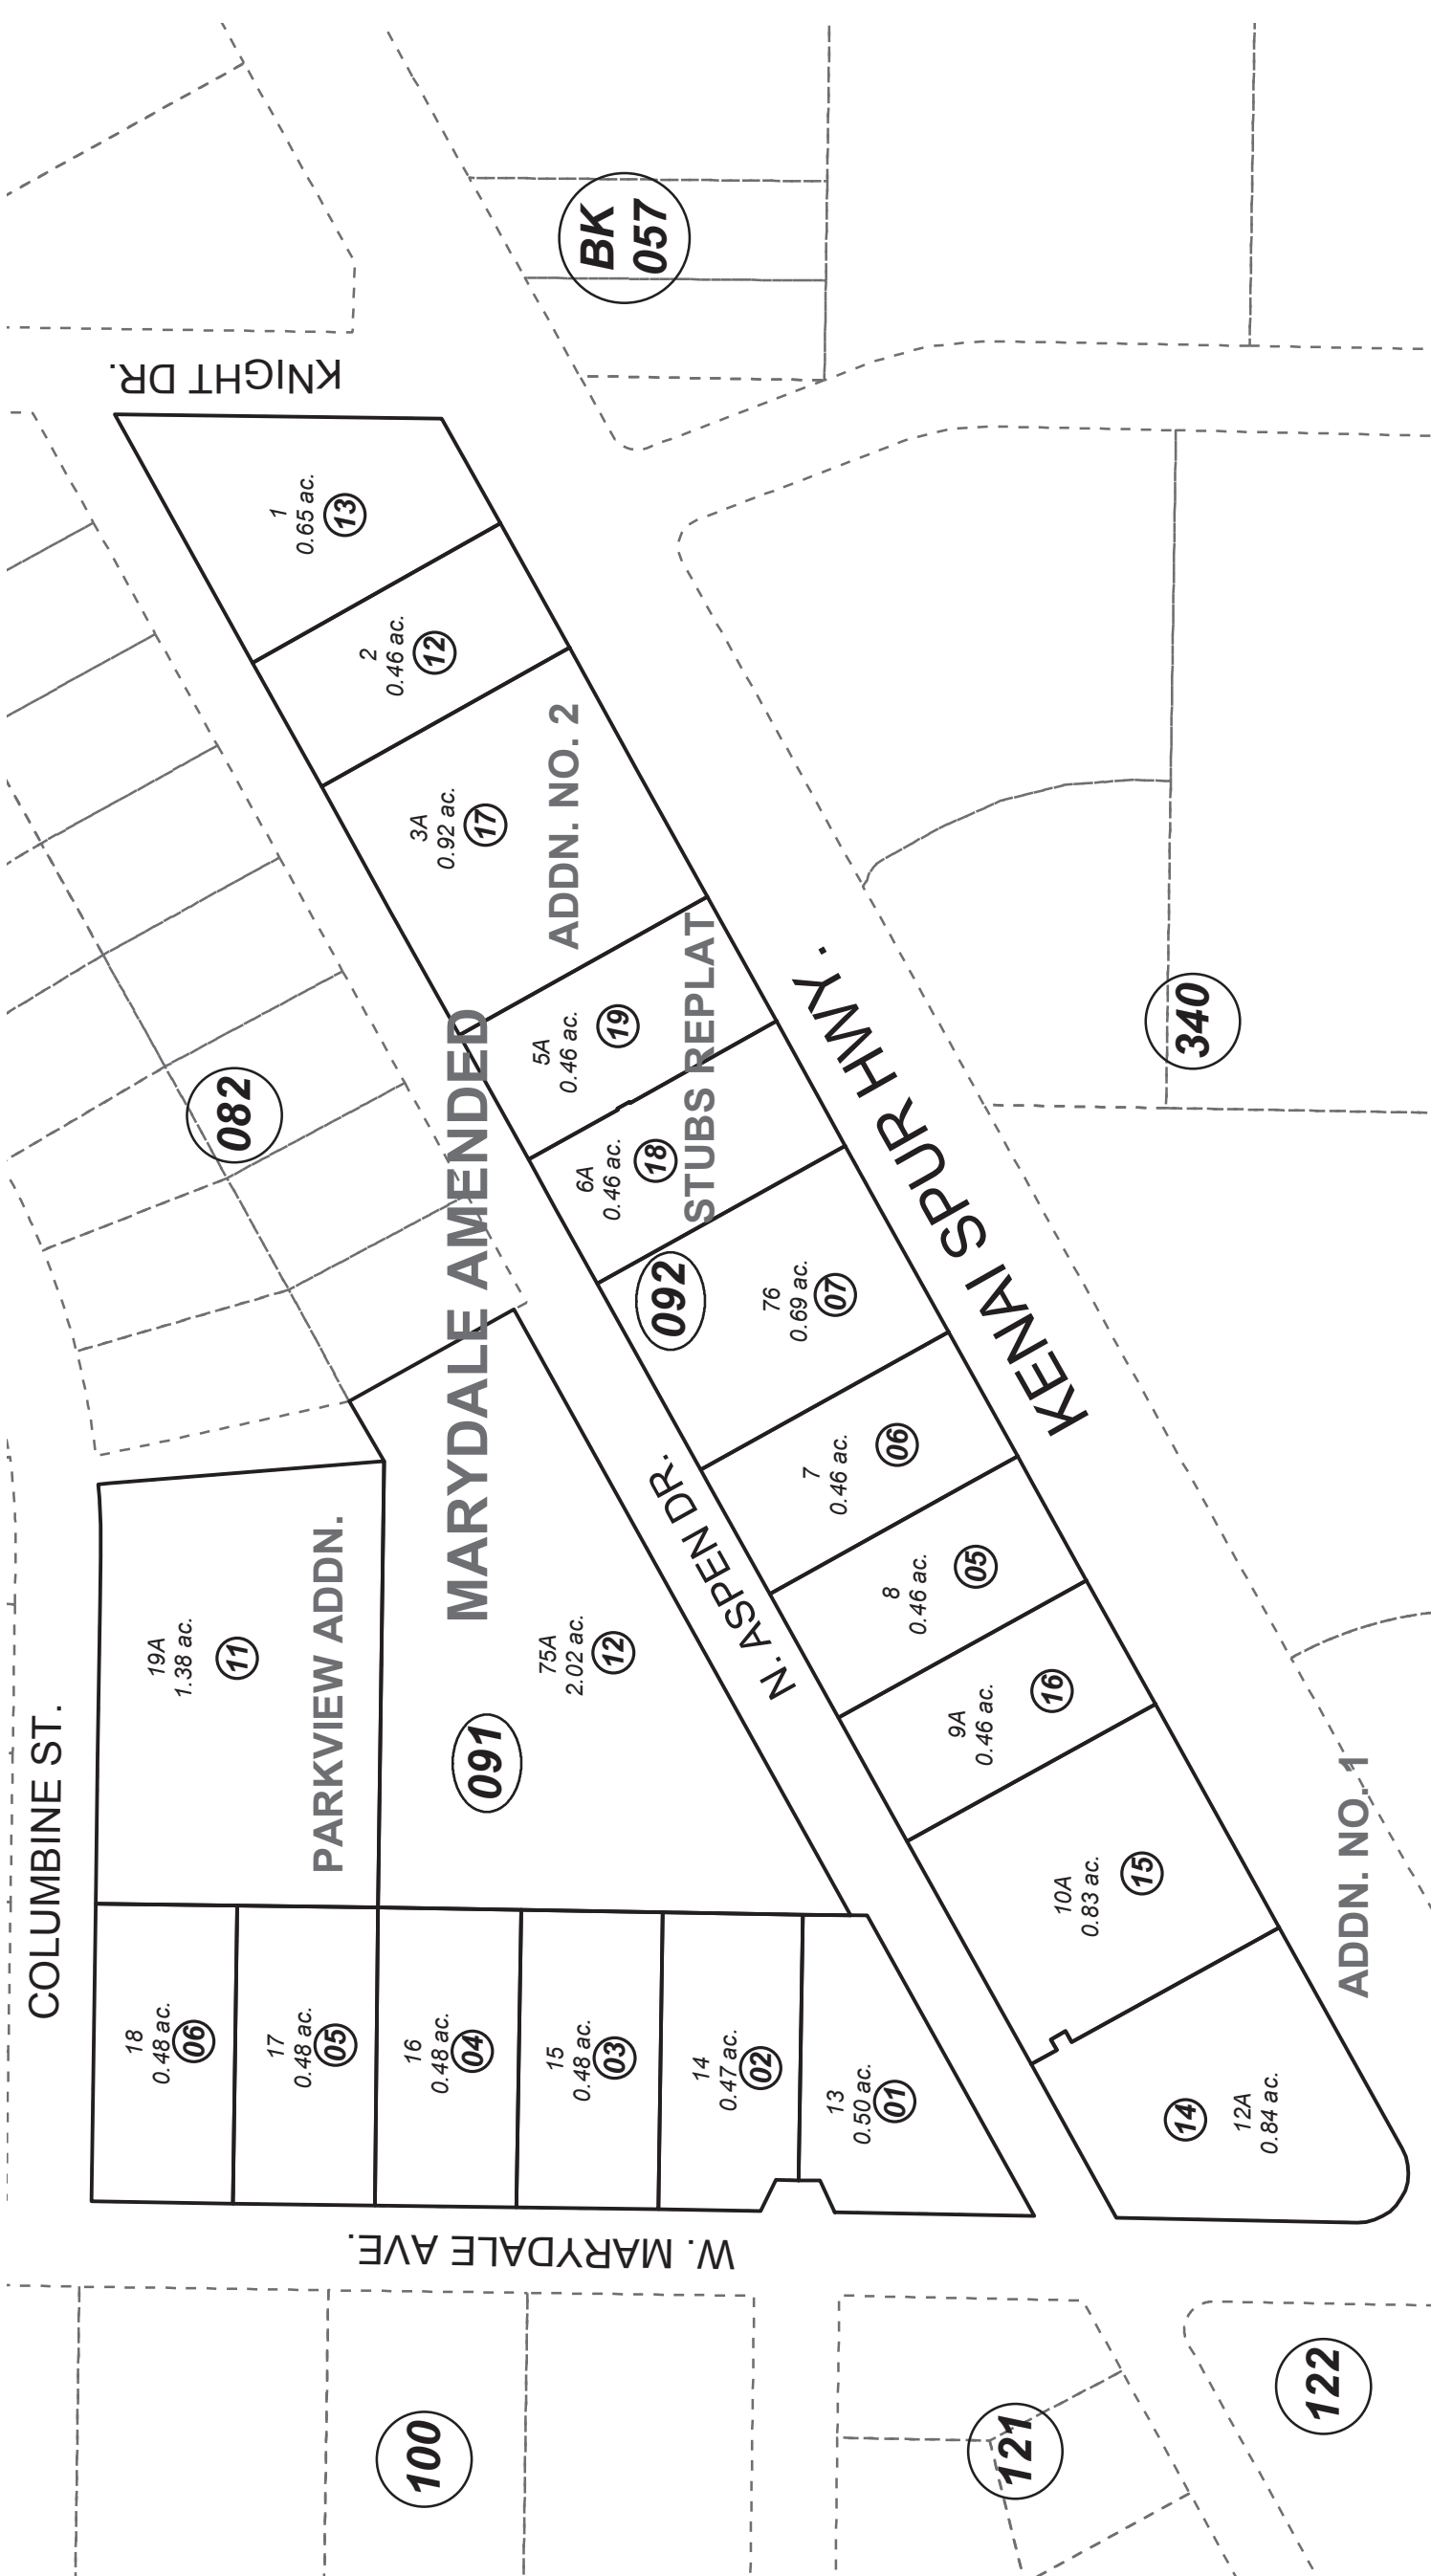 COLUMBINE ST.
KNIGHT DR.
W. MARYDALE AVE.
N. ASPEN DR.
KENAI SPUR HWY.
MARYDALE AMENDED
PARKVIEW ADDN.
ADDN. NO. 2
STUBS REPLAT
ADDN. NO. 1
BK
057
082
340
092
091
100
121
122
1
0.65 ac.
13
2
0.46 ac.
12
3A
0.92 ac.
17
5A
0.46 ac.
19
6A
0.46 ac.
18
76
0.69 ac.
07
7
0.46 ac.
06
8
0.46 ac.
05
9A
0.46 ac.
16
10A
0.83 ac.
15
14
12A
0.84 ac.
19A
1.38 ac.
11
75A
2.02 ac.
12
18
0.48 ac.
06
17
0.48 ac.
05
16
0.48 ac.
04
15
0.48 ac.
03
14
0.47 ac.
02
13
0.50 ac.
01